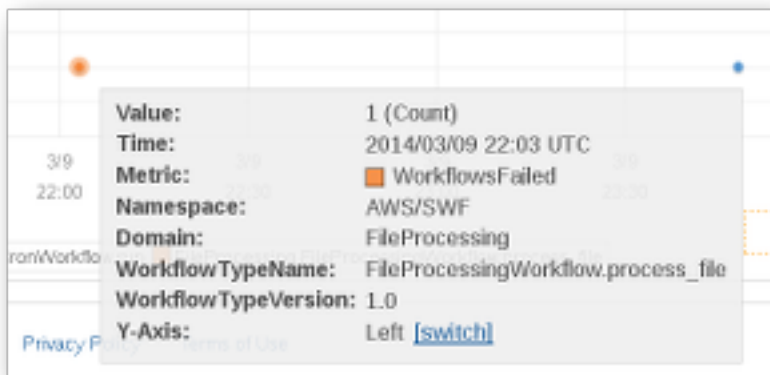 Value: 1 (Count)
Time: 2014/03/09 22:03 UTC
3/9 3/9
Metric: WorkflowsFailed
22:00 22:30 23:30
Namespace: AWS/SWF
Domain: FileProcessing
ronWorkflow
WorkflowTypeName: FileProcessingWorkflow.process_file
WorkflowTypeVersion: 1.0
Y-Axis: Left [switch]
Privacy Policy Terms of Use